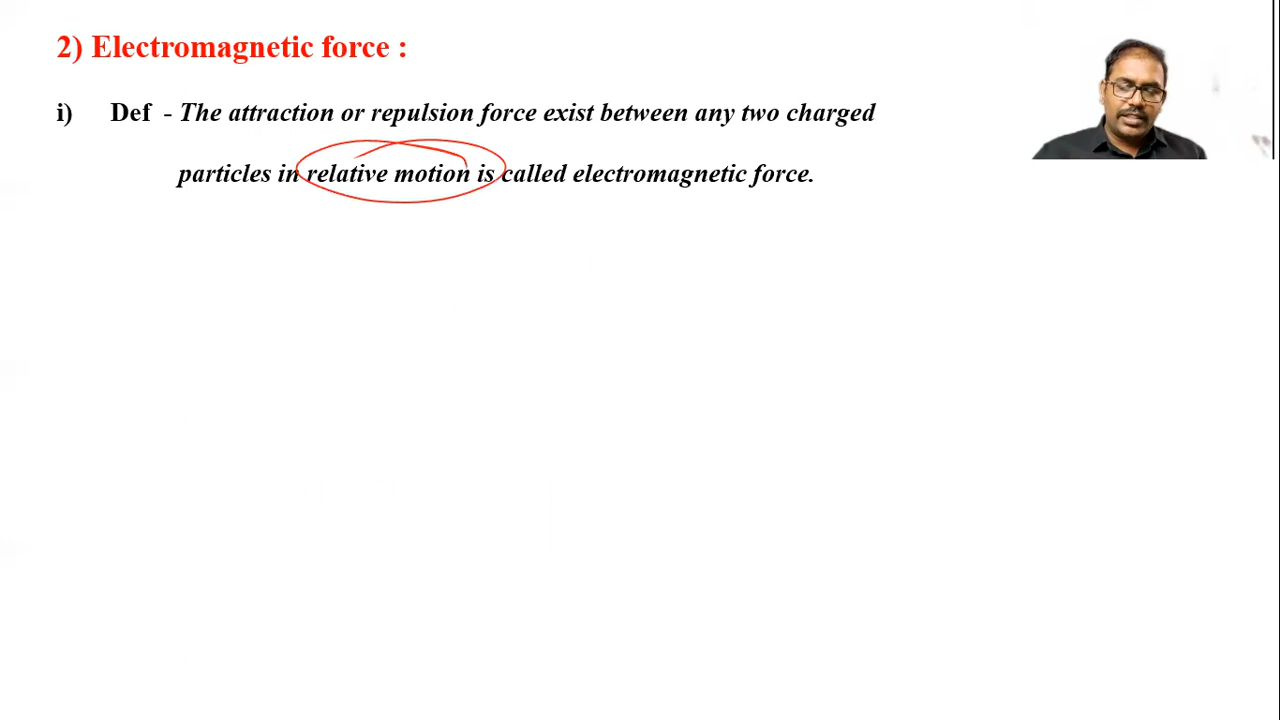 2) Electromagnetic force :
i) Def - The attraction or repulsion force exist between any two charged
particles in relative motion is called electromagnetic force.